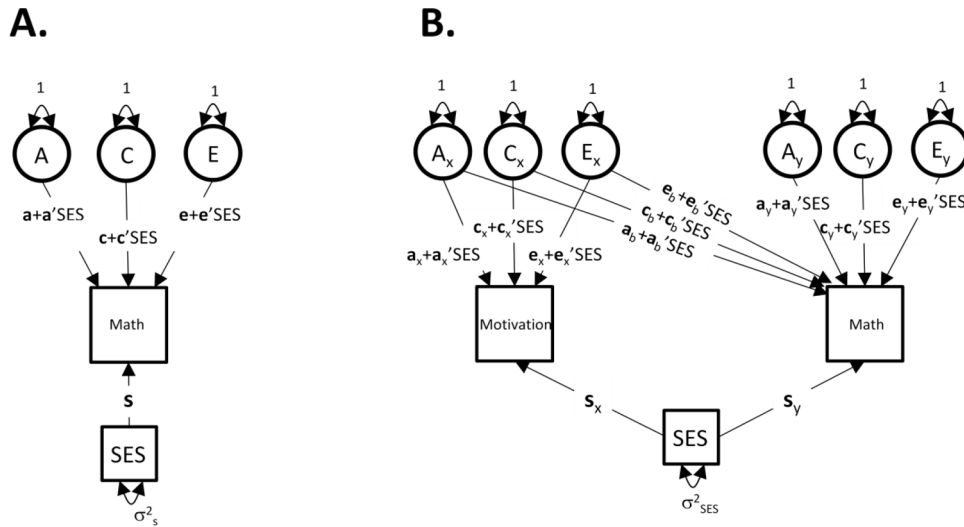 A.
1 1 1
A C E
a+a'SES e+e'SES
c+c'SES
Math
s
SES
σ²s
B.
1 1 1 1 1 1
Ax Cx Ex Ay Cy Ey
eb+eb'SES
cb+cb'SES
ab+ab'SES
cx+cx'SES
ax+ax'SES ex+ex'SES
ay+ay'SES ey+ey'SES
cy+cy'SES
Motivation Math
sx sy
SES
σ²SES